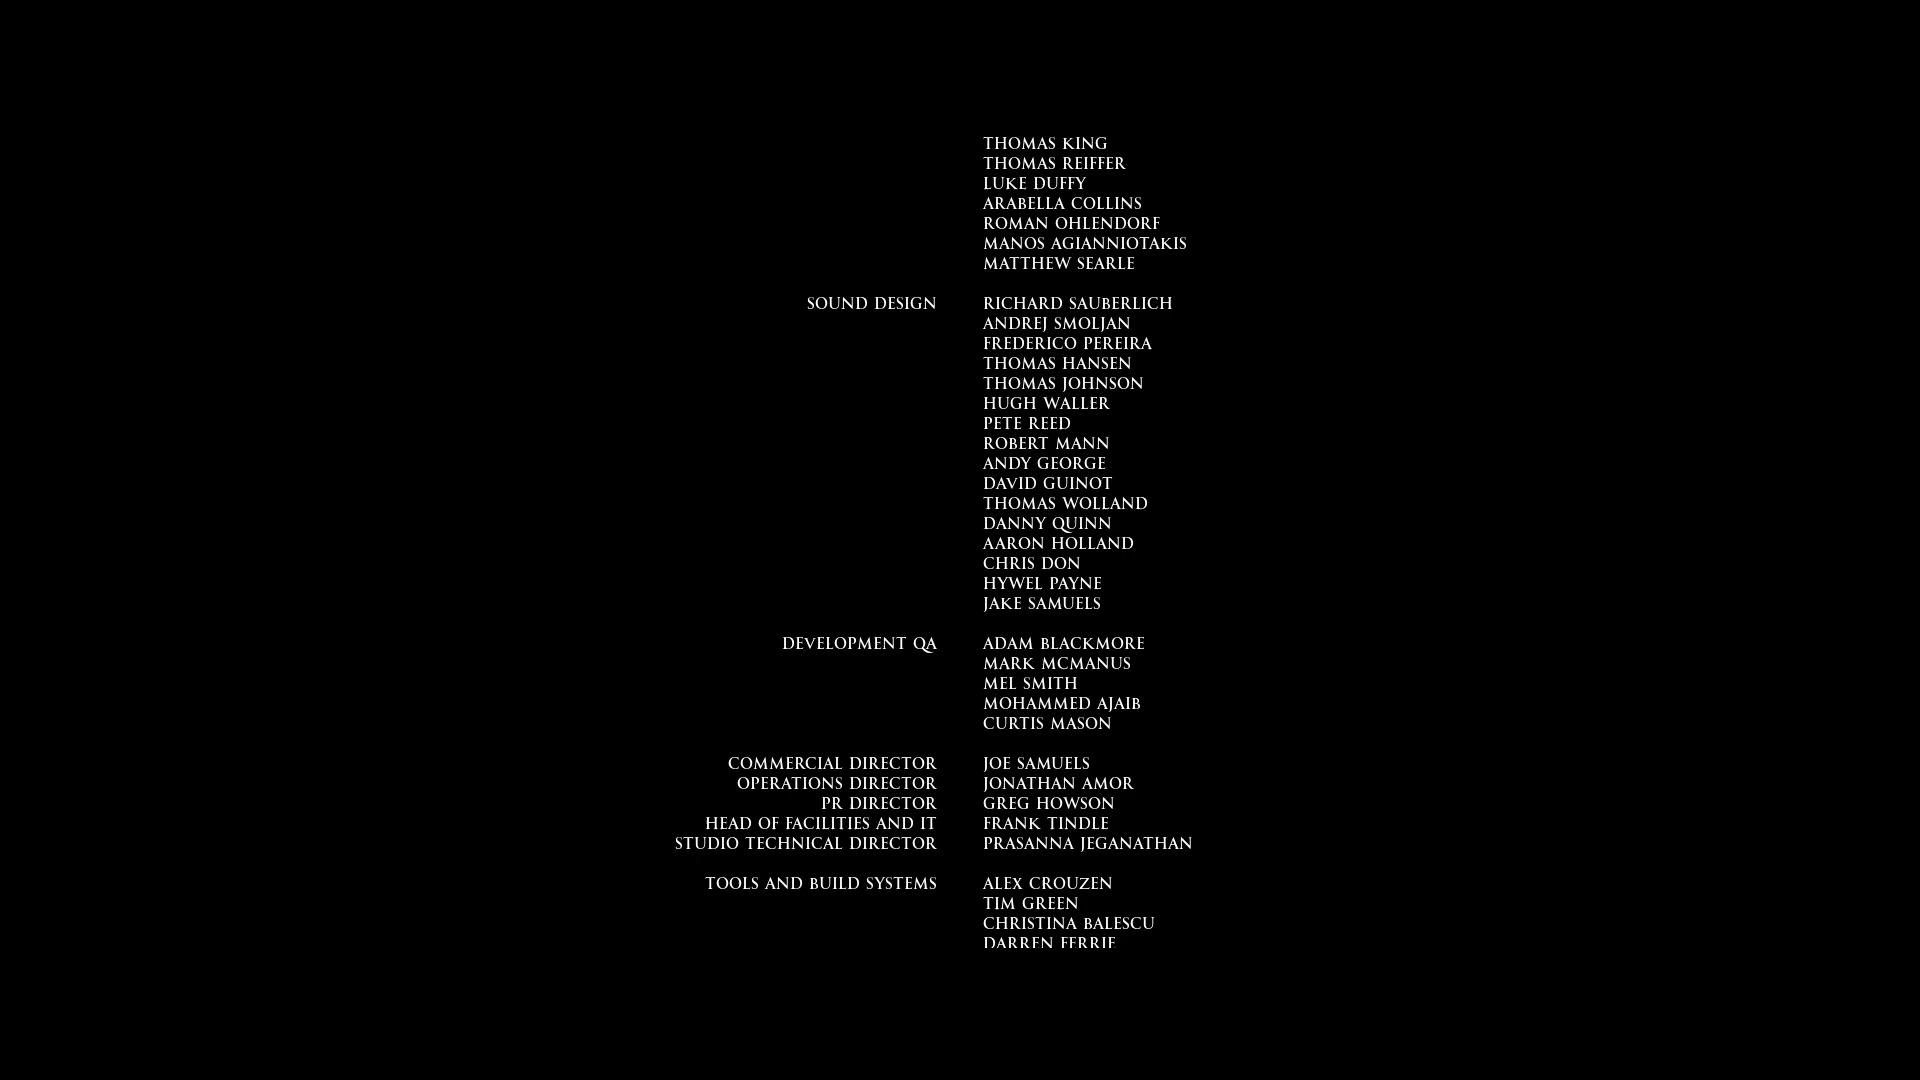 THOMAS KING
THOMAS REIFFER
LUKE DUFFY
ARABELLA COLLINS
ROMAN OHLENDORF
MANOS AGIANNIOTAKIS
MATTHEW SEARLE
SOUND DESIGN RICHARD SAUBERLICH
ANDREJ SMOLJAN
FREDERICO PEREIRA
THOMAS HANSEN
THOMAS JOHNSON
HUGH WALLER
PETE REED
ROBERT MANN
ANDY GEORGE
DAVID GUINOT
THOMAS WOLLAND
DANNY QUINN
AARON HOLLAND
CHRIS DON
HYWEL PAYNE
JAKE SAMUELS
DEVELOPMENT QA ADAM BLACKMORE
MARK MCMANUS
MEL SMITH
MOHAMMED AJAIB
CURTIS MASON
COMMERCIAL DIRECTOR JOE SAMUELS
OPERATIONS DIRECTOR JONATHAN AMOR
PR DIRECTOR GREG HOWSON
HEAD OF FACILITIES AND IT FRANK TINDLE
STUDIO TECHNICAL DIRECTOR PRASANNA JEGANATHAN
TOOLS AND BUILD SYSTEMS ALEX CROUZEN
TIM GREEN
CHRISTINA BALESCU
DARREN FERRIE